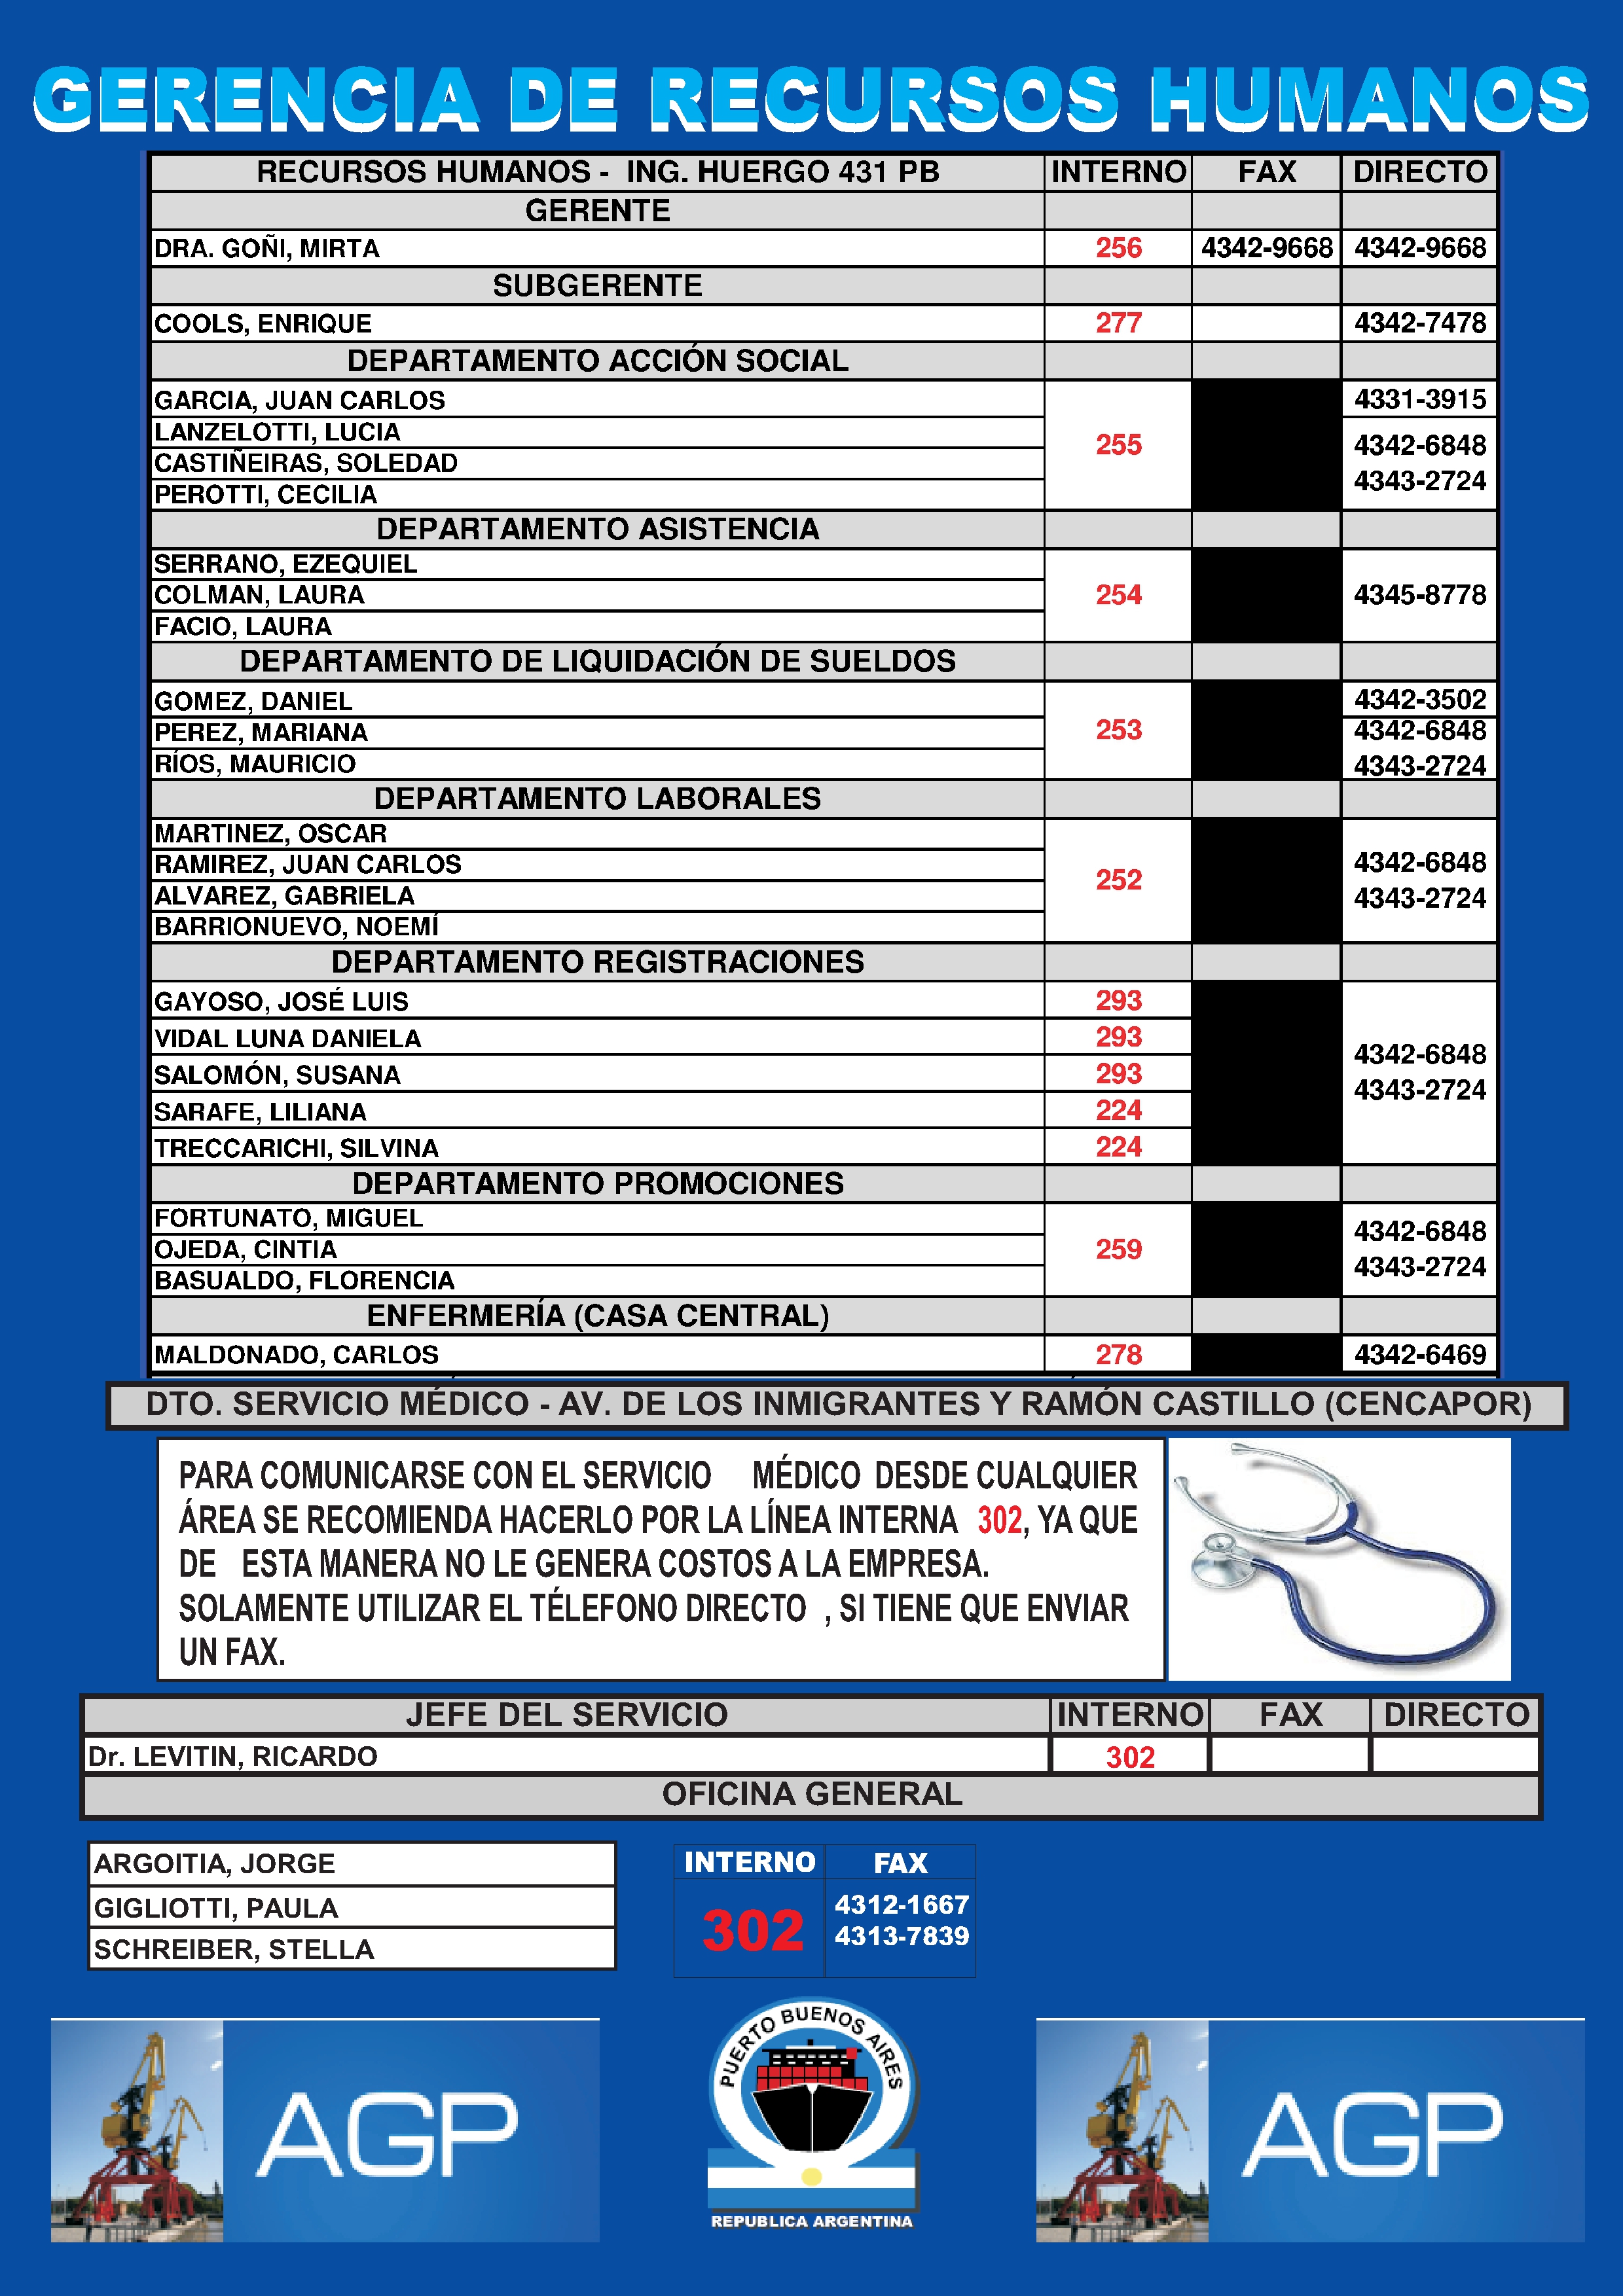 GERENCIA DE RECURSOS HUMANOS
RECURSOS HUMANOS - ING. HUERGO 431 PB INTERNO FAX DIRECTO
GERENTE
DRA. GOÑI, MIRTA 256 4342-9668 4342-9668
SUBGERENTE
COOLS, ENRIQUE 277 4342-7478
DEPARTAMENTO ACCIÓN SOCIAL
GARCIA, JUAN CARLOS 4331-3915
LANZELOTTI, LUCIA
255 4342-6848
CASTIÑEIRAS, SOLEDAD
4343-2724
PEROTTI, CECILIA
DEPARTAMENTO ASISTENCIA
SERRANO, EZEQUIEL
COLMAN, LAURA 254 4345-8778
FACIO, LAURA
DEPARTAMENTO DE LIQUIDACIÓN DE SUELDOS
GOMEZ, DANIEL 4342-3502
PEREZ, MARIANA 253 4342-6848
RÍOS, MAURICIO 4343-2724
DEPARTAMENTO LABORALES
MARTINEZ, OSCAR
RAMIREZ, JUAN CARLOS 4342-6848
252
ALVAREZ, GABRIELA 4343-2724
BARRIONUEVO, NOEMÍ
DEPARTAMENTO REGISTRACIONES
GAYOSO, JOSÉ LUIS 293
VIDAL LUNA DANIELA 293
4342-6848
SALOMÓN, SUSANA 293
4343-2724
SARAFE, LILIANA 224
TRECCARICHI, SILVINA 224
DEPARTAMENTO PROMOCIONES
FORTUNATO, MIGUEL
4342-6848
OJEDA, CINTIA 259
4343-2724
BASUALDO, FLORENCIA
ENFERMERÍA (CASA CENTRAL)
MALDONADO, CARLOS 278 4342-6469
DTO. SERVICIO MÉDICO - AV. DE LOS INMIGRANTES Y RAMÓN CASTILLO (CENCAPOR)
PARA COMUNICARSE CON EL SERVICIO MÉDICO DESDE CUALQUIER
ÁREA SE RECOMIENDA HACERLO POR LA LÍNEA INTERNA 302, YA QUE
DE ESTA MANERA NO LE GENERA COSTOS A LA EMPRESA.
SOLAMENTE UTILIZAR EL TÉLEFONO DIRECTO , SI TIENE QUE ENVIAR
UN FAX.
JEFE DEL SERVICIO INTERNO FAX DIRECTO
Dr. LEVITIN, RICARDO 302
OFICINA GENERAL
ARGOITIA, JORGE
GIGLIOTTI, PAULA
SCHREIBER, STELLA
INTERNO FAX
302 4312-1667
4313-7839
AGP
PUERTO BUENOS AIRES
REPUBLICA ARGENTINA
AGP